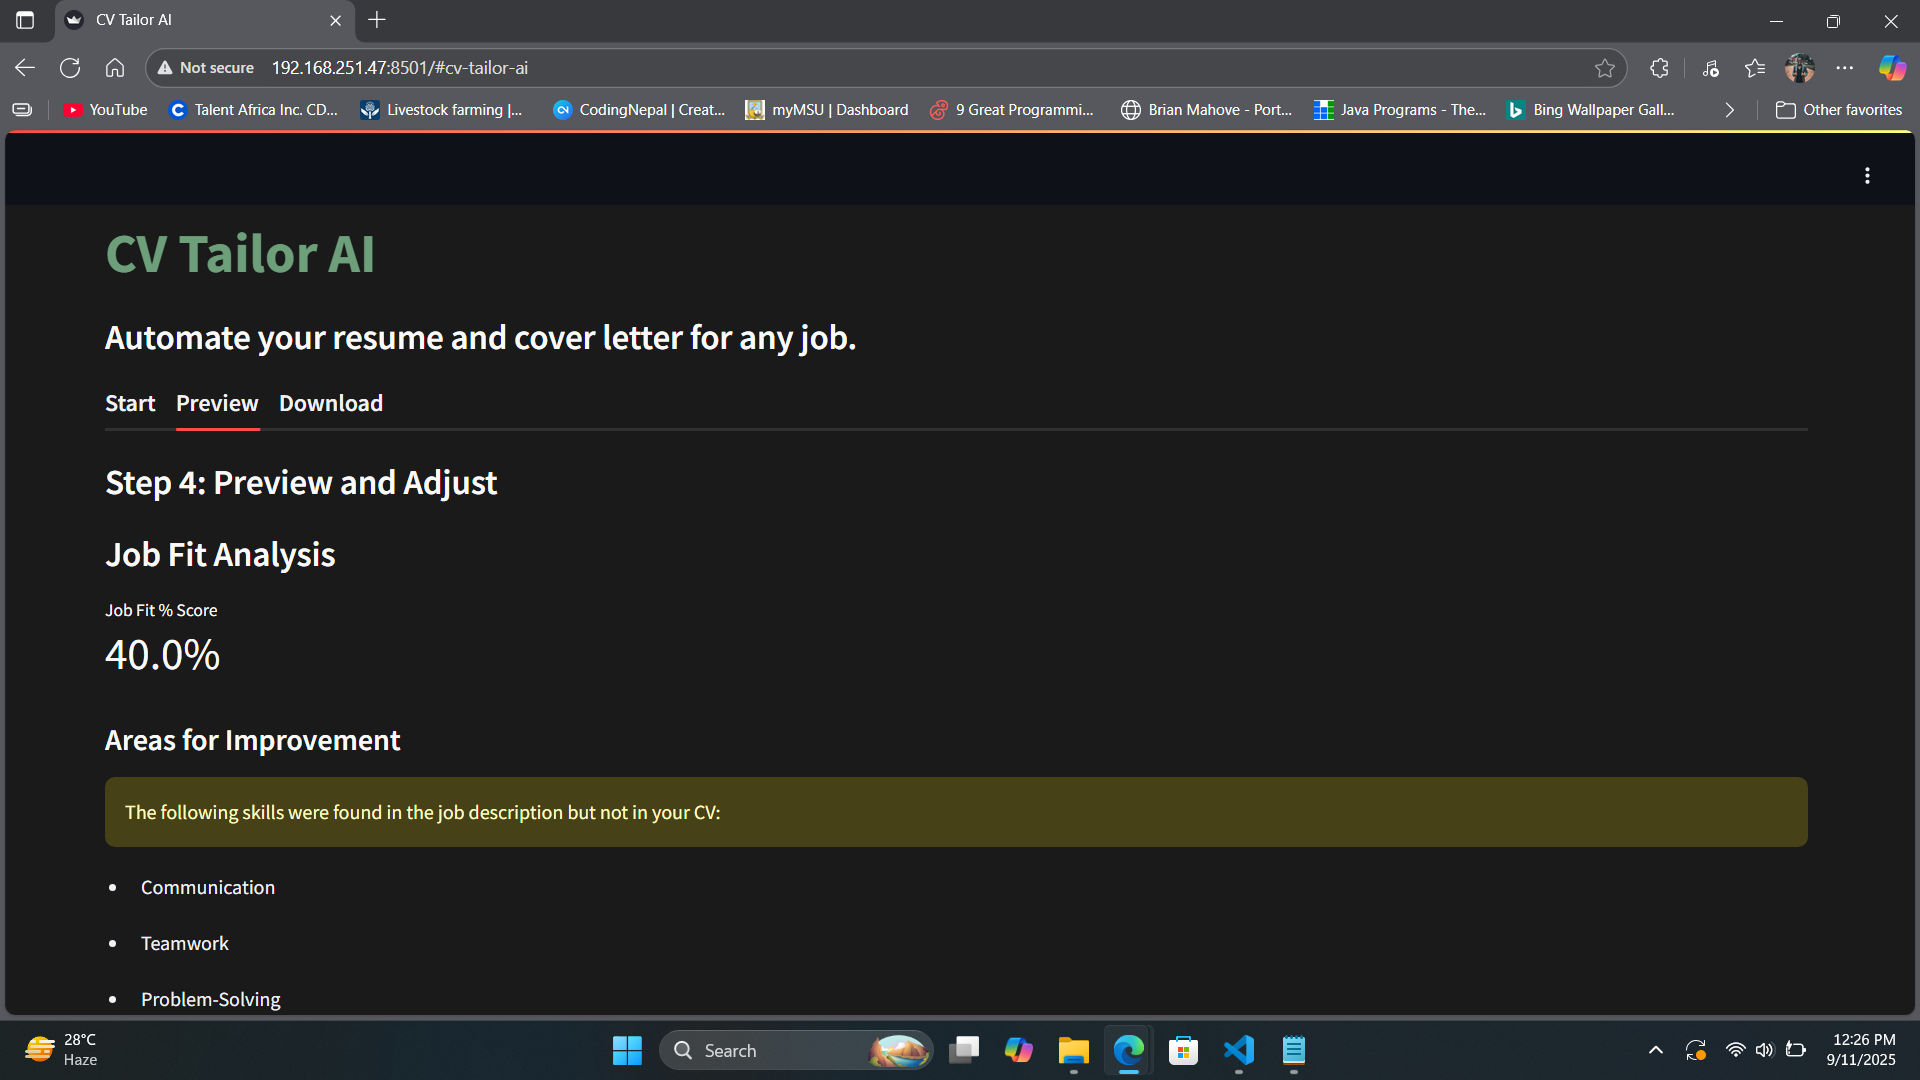 CV Tailor AI
Not secure 192.168.251.47:8501/#cv-tailor-ai
YouTube Talent Africa Inc. CD... Livestock farming |... CodingNepal | Creat... myMSU | Dashboard 9 Great Programmi... Brian Mahove - Port... Java Programs - The... Bing Wallpaper Gall... Other favorites
CV Tailor AI
Automate your resume and cover letter for any job.
Start Preview Download
Step 4: Preview and Adjust
Job Fit Analysis
Job Fit % Score
40.0%
Areas for Improvement
The following skills were found in the job description but not in your CV:
Communication
Teamwork
Problem-Solving
28°C
Haze
Search
12:26 PM
9/11/2025